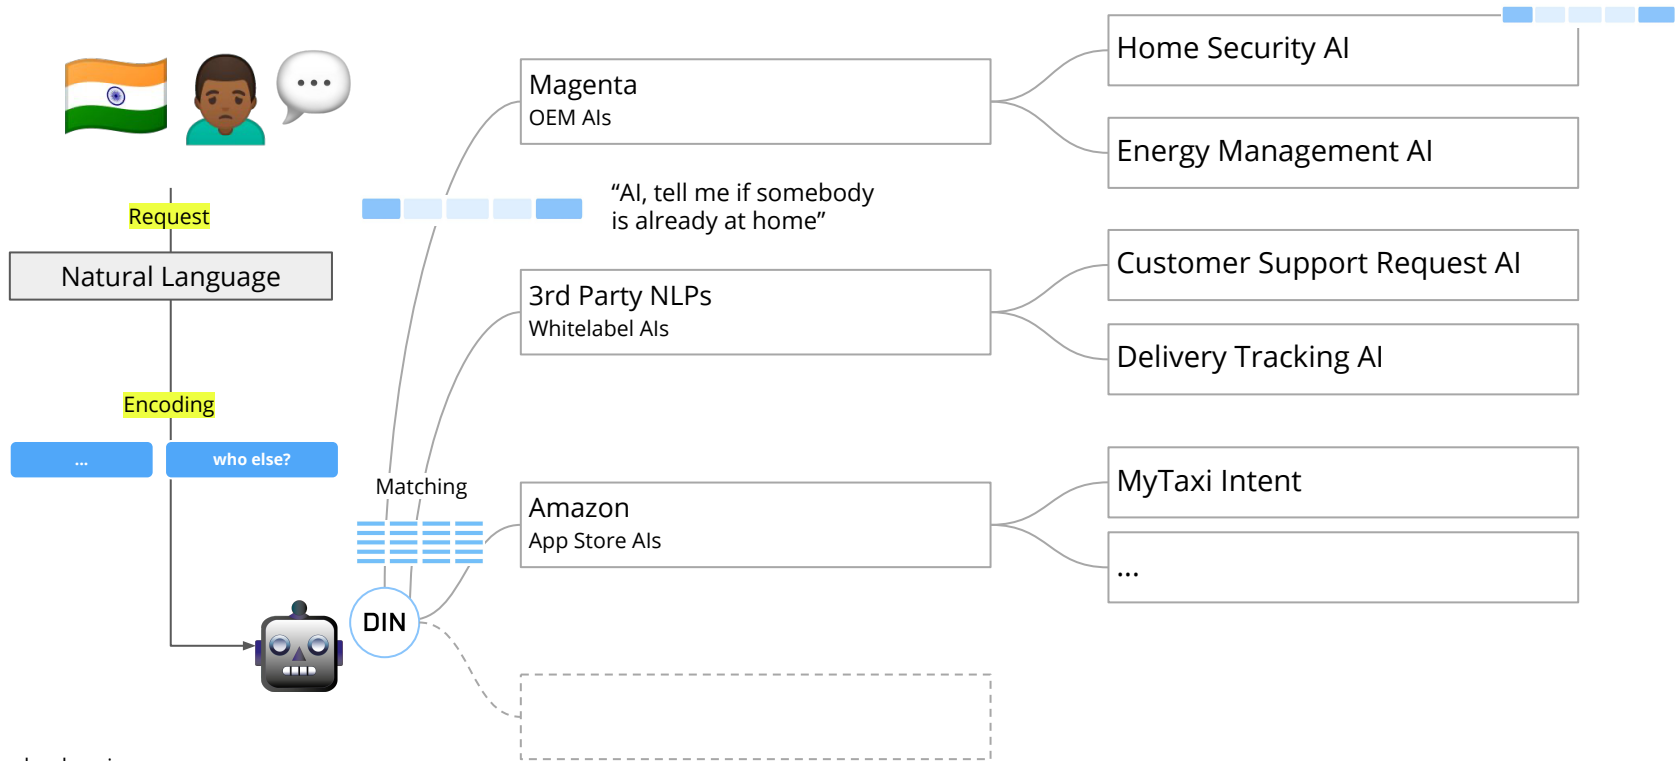 Request
Natural Language
Encoding
...
who else?
Matching
DIN
Magenta
OEM AIs
“AI, tell me if somebody
is already at home”
3rd Party NLPs
Whitelabel AIs
Amazon
App Store AIs
Home Security AI
Energy Management AI
Customer Support Request AI
Delivery Tracking AI
MyTaxi Intent
...